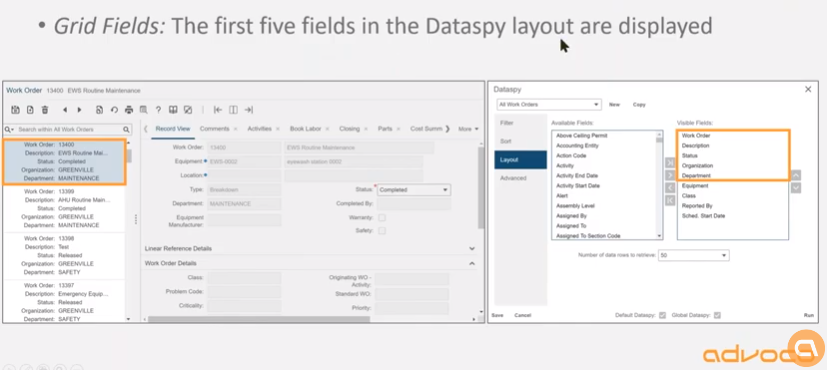 • Grid Fields: The first five fields in the Dataspy layout are displayed
Work Order 13400 EWS Routine Maintenance
Search within All Work Orders
Work Order: 13400
Description: EWS Routine Mai...
Status: Completed
Organization: GREENVILLE
Department: MAINTENANCE
Work Order: 13399
Description: AHU Routine Main...
Status: Completed
Organization: GREENVILLE
Department: MAINTENANCE
Work Order: 13398
Description: Test
Status: Released
Organization: GREENVILLE
Department: SAFETY
Work Order: 13397
Description: Emergency Equip...
Status: Released
Organization: GREENVILLE
Department: SAFETY
Record View Comments Activities Book Labor Closing Parts Cost Summ More
Work Order: 13400 EWS Routine Maintenance
Equipment
Location
Type: Breakdown Status: Completed
Department: MAINTENANCE Completed By:
Equipment Manufacturer: Warranty:
Safety:
Linear Reference Details
Work Order Details
Class: Originating WO - Activity:
Problem Code: Standard WO:
Criticality: Priority:
Dataspy
All Work Orders New Copy
Filter
Sort
Layout
Advanced
Available Fields:
Above Ceiling Permit
Accounting Entity
Action Code
Activity
Activity End Date
Activity Start Date
Alert
Assembly Level
Assigned By
Assigned To
Assigned To Section Code
Visible Fields:
Work Order
Description
Status
Organization
Department
Equipment
Class
Reported By
Sched. Start Date
Number of data rows to retrieve: 50
Save Cancel Default Dataspy: Global Dataspy: Run